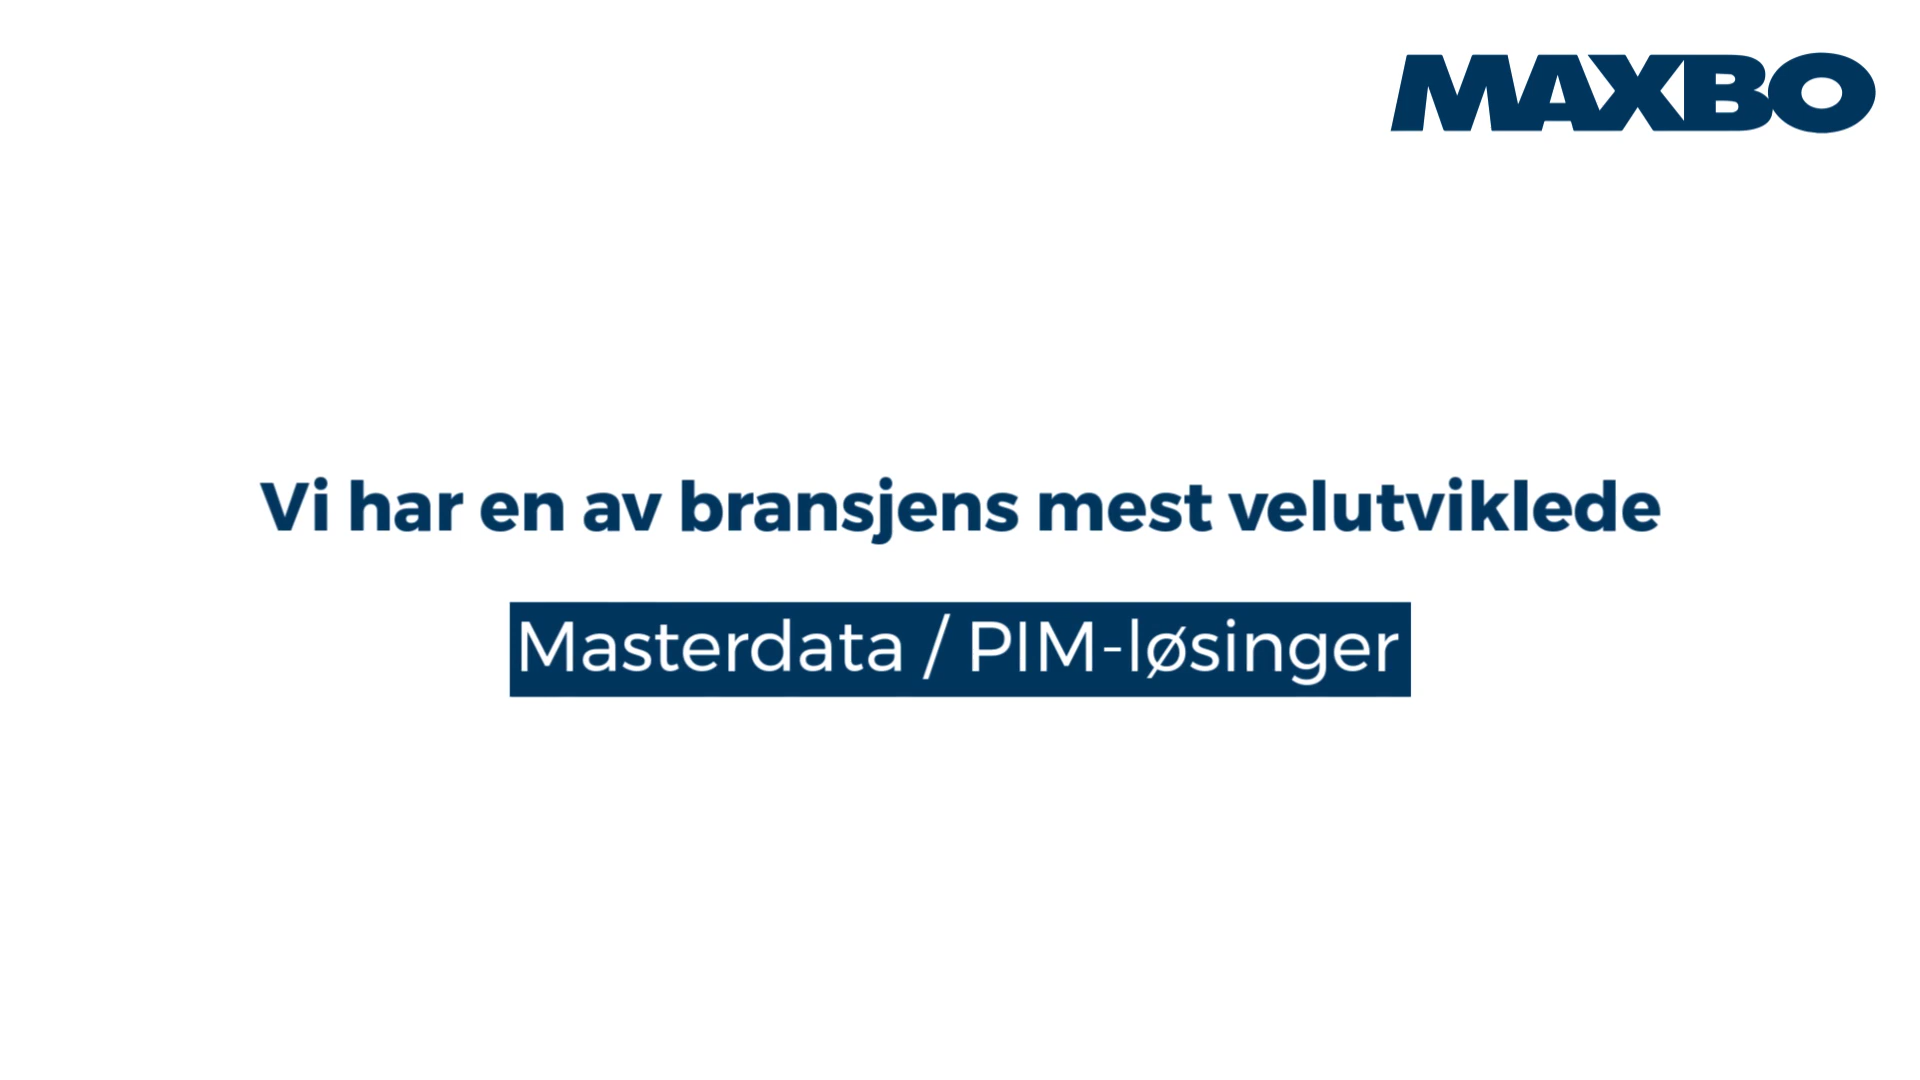 MAXBO
Vi har en av bransjens mest velutviklede
Masterdata / PIM-løsinger